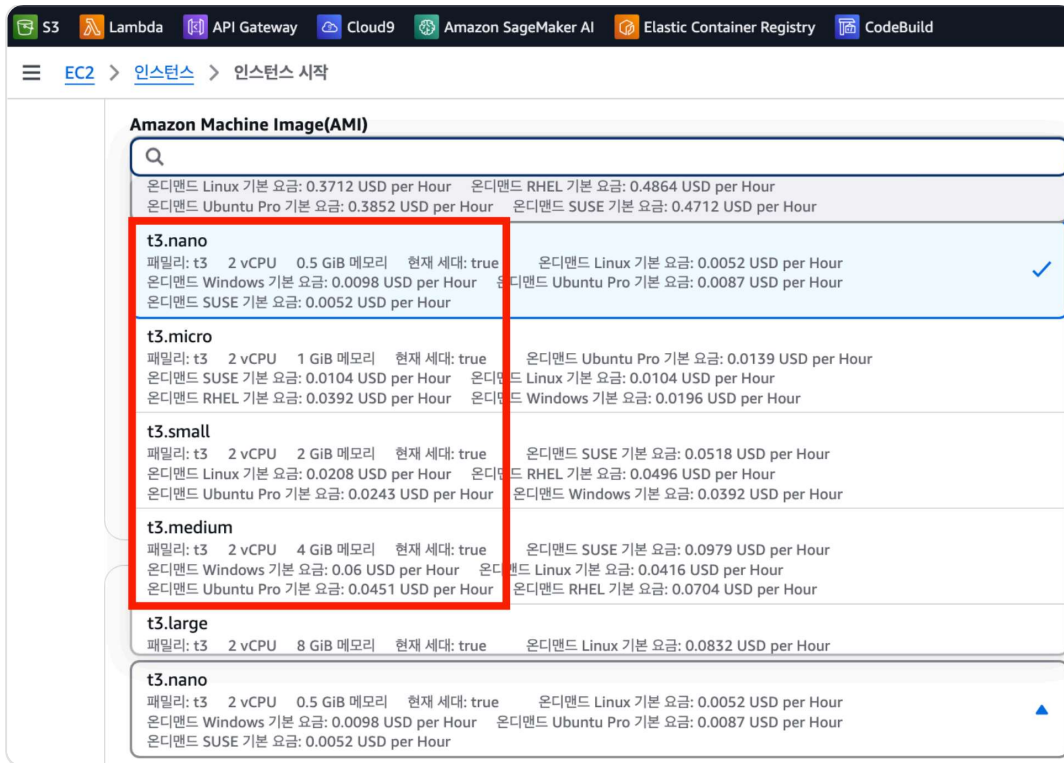 S3 Lambda API Gateway Cloud9 Amazon SageMaker AI Elastic Container Registry CodeBuild
EC2 > 인스턴스 > 인스턴스 시작
Amazon Machine Image(AMI)
온디맨드 Linux 기본 요금: 0.3712 USD per Hour 온디맨드 RHEL 기본 요금: 0.4864 USD per Hour
온디맨드 Ubuntu Pro 기본 요금: 0.3852 USD per Hour 온디맨드 SUSE 기본 요금: 0.4712 USD per Hour
t3.nano
패밀리: t3 2 vCPU 0.5 GiB 메모리 현재 세대: true 온디맨드 Linux 기본 요금: 0.0052 USD per Hour
온디맨드 Windows 기본 요금: 0.0098 USD per Hour 온디맨드 Ubuntu Pro 기본 요금: 0.0087 USD per Hour
온디맨드 SUSE 기본 요금: 0.0052 USD per Hour
t3.micro
패밀리: t3 2 vCPU 1 GiB 메모리 현재 세대: true 온디맨드 Ubuntu Pro 기본 요금: 0.0139 USD per Hour
온디맨드 SUSE 기본 요금: 0.0104 USD per Hour 온디맨드 Linux 기본 요금: 0.0104 USD per Hour
온디맨드 RHEL 기본 요금: 0.0392 USD per Hour 온디맨드 Windows 기본 요금: 0.0196 USD per Hour
t3.small
패밀리: t3 2 vCPU 2 GiB 메모리 현재 세대: true 온디맨드 SUSE 기본 요금: 0.0518 USD per Hour
온디맨드 Linux 기본 요금: 0.0208 USD per Hour 온디맨드 RHEL 기본 요금: 0.0496 USD per Hour
온디맨드 Ubuntu Pro 기본 요금: 0.0243 USD per Hour 온디맨드 Windows 기본 요금: 0.0392 USD per Hour
t3.medium
패밀리: t3 2 vCPU 4 GiB 메모리 현재 세대: true 온디맨드 SUSE 기본 요금: 0.0979 USD per Hour
온디맨드 Windows 기본 요금: 0.06 USD per Hour 온디맨드 Linux 기본 요금: 0.0416 USD per Hour
온디맨드 Ubuntu Pro 기본 요금: 0.0451 USD per Hour 온디맨드 RHEL 기본 요금: 0.0704 USD per Hour
t3.large
패밀리: t3 2 vCPU 8 GiB 메모리 현재 세대: true 온디맨드 Linux 기본 요금: 0.0832 USD per Hour
t3.nano
패밀리: t3 2 vCPU 0.5 GiB 메모리 현재 세대: true 온디맨드 Linux 기본 요금: 0.0052 USD per Hour
온디맨드 Windows 기본 요금: 0.0098 USD per Hour 온디맨드 Ubuntu Pro 기본 요금: 0.0087 USD per Hour
온디맨드 SUSE 기본 요금: 0.0052 USD per Hour